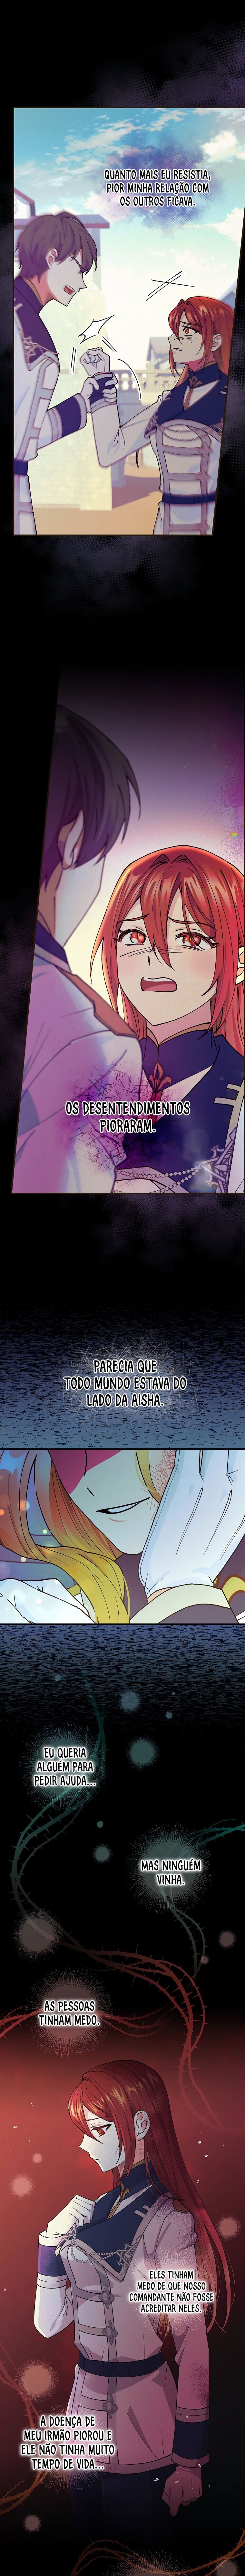 QUANTO MAIS EU RESISTIA,
PIOR MINHA RELAÇÃO COM
OS OUTROS FICAVA.
OS DESENTENDIMENTOS
PIORARAM.
PARECIA QUE
TODO MUNDO ESTAVA DO
LADO DA AISHA.
EU QUERIA
ALGUÉM PARA
PEDIR AJUDA...
MAS NINGUÉM
VINHA.
AS PESSOAS
TINHAM MEDO.
ELES TINHAM
MEDO DE QUE NOSSO
COMANDANTE NÃO FOSSE
ACREDITAR NELES.
A DOENÇA DE
MEU IRMÃO PIOROU E
ELE NÃO TINHA MUITO
TEMPO DE VIDA...